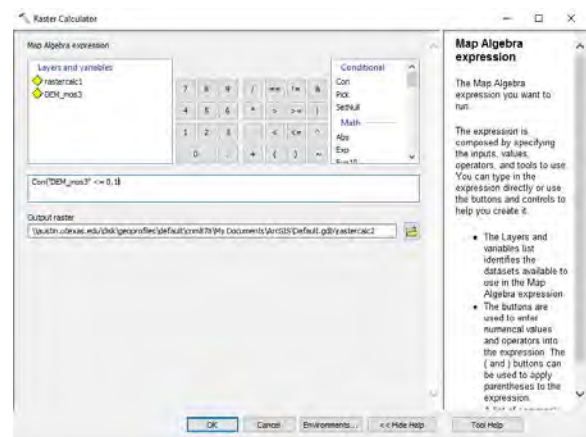 Raster Calculator
Map Algebra expression
Layers and variables
rastercalc1
DEM_mos3
7 8 9 / == != &
4 5 6 * > >= |
1 2 3 - < <= ^
0 . + ( ) ~
Conditional
Con
Pick
SetNull
Math
Abs
Exp
Exp10
Con("DEM_mos3" <= 0, 1)
Output raster
OK
Cancel
Environments...
<< Hide Help
Tool Help
Map Algebra
expression
The Map Algebra
expression you want to
run.
The expression is
composed by specifying
the inputs, values,
operators, and tools to use.
You can type in the
expression directly or use
the buttons and controls to
help you create it.
• The Layers and
variables list
identifies the
datasets available to
use in the Map
Algebra expression.
• The buttons are
used to enter
numerical values
and operators into
the expression. The
( and ) buttons can
be used to apply
parentheses to the
expression.